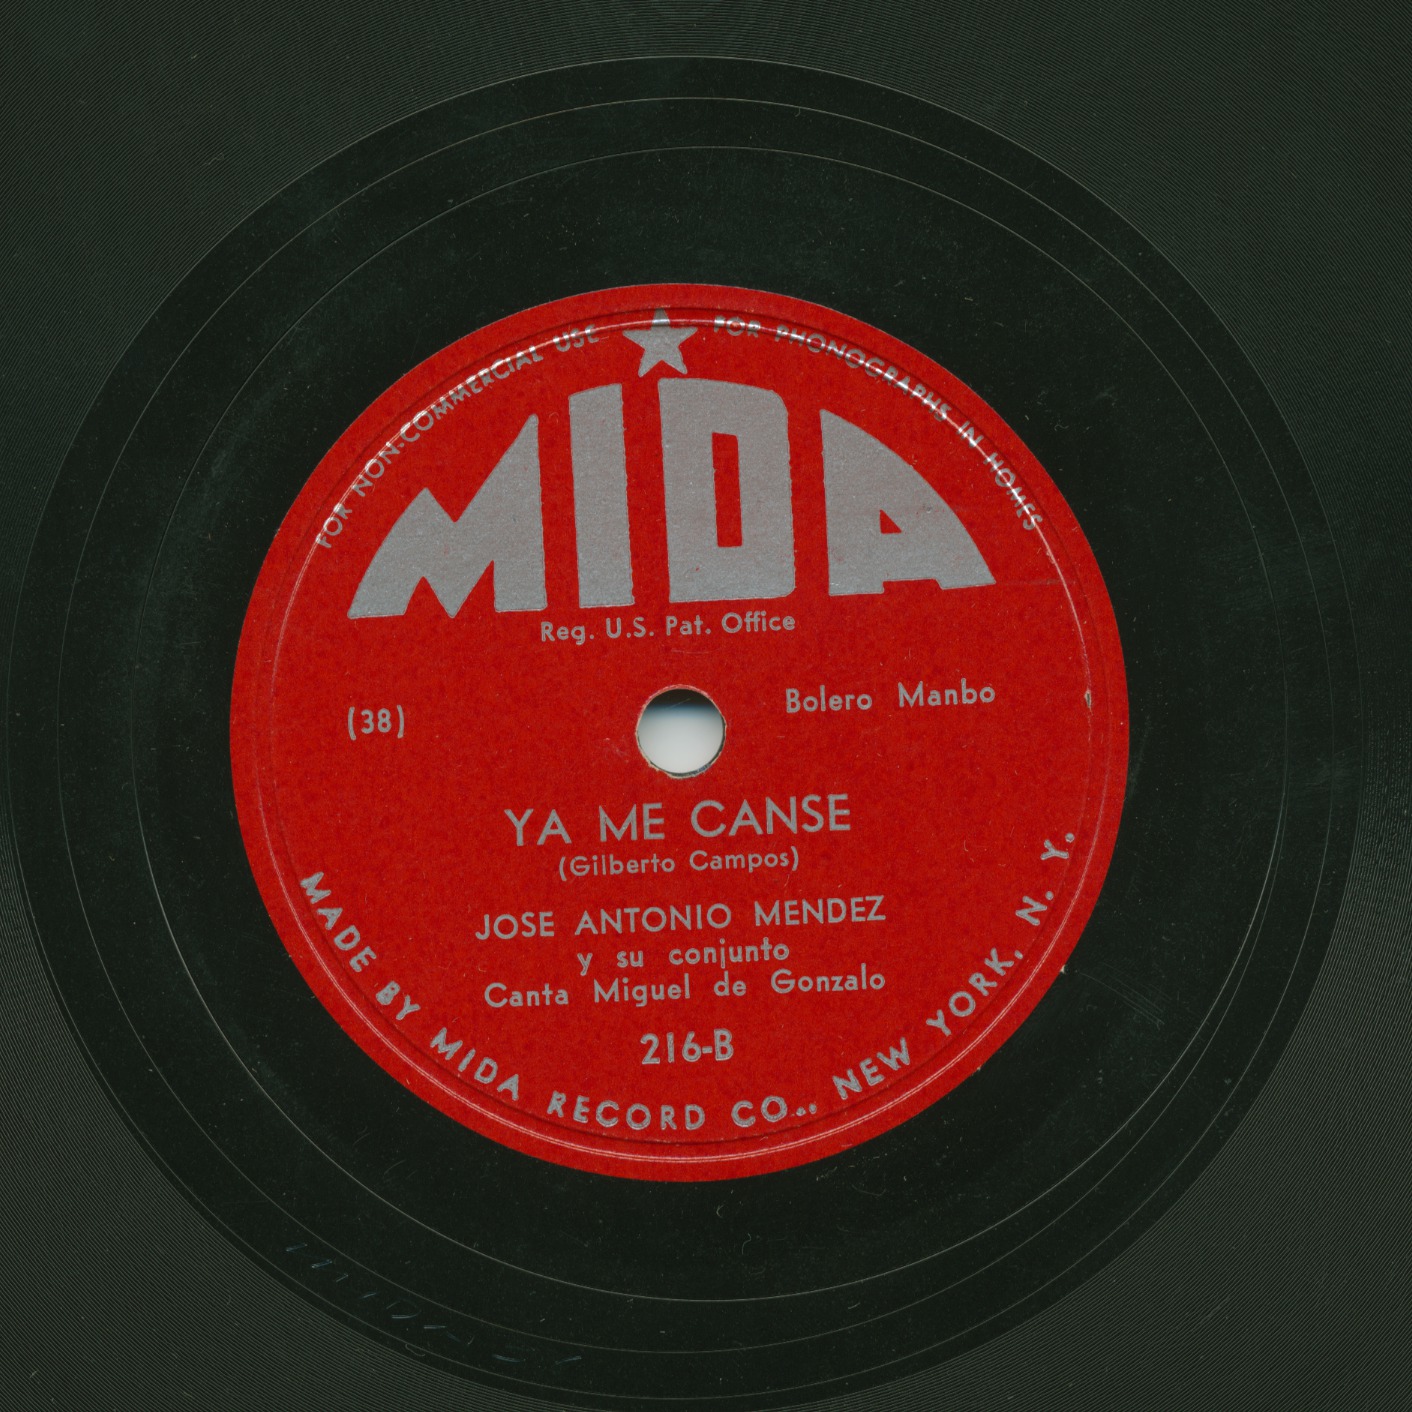 FOR NON-COMMERCIAL USE
FOR PHONOGRAPHS IN HOMES
MIDA
Reg. U.S. Pat. Office
(38)
Bolero Manbo
YA ME CANSE
(Gilberto Campos)
JOSE ANTONIO MENDEZ
y su conjunto
Canta Miguel de Gonzalo
216-B
MADE BY MIDA RECORD CO., NEW YORK, N. Y.